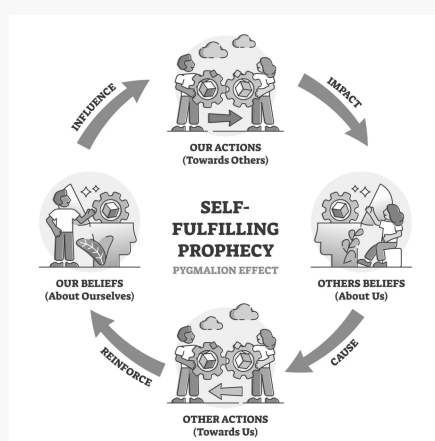 INFLUENCE
IMPACT
OUR ACTIONS
(Towards Others)
SELF-
FULFILLING
PROPHECY
PYGMALION EFFECT
OUR BELIEFS
(About Ourselves)
OTHERS BELIEFS
(About Us)
REINFORCE
CAUSE
OTHER ACTIONS
(Towards Us)